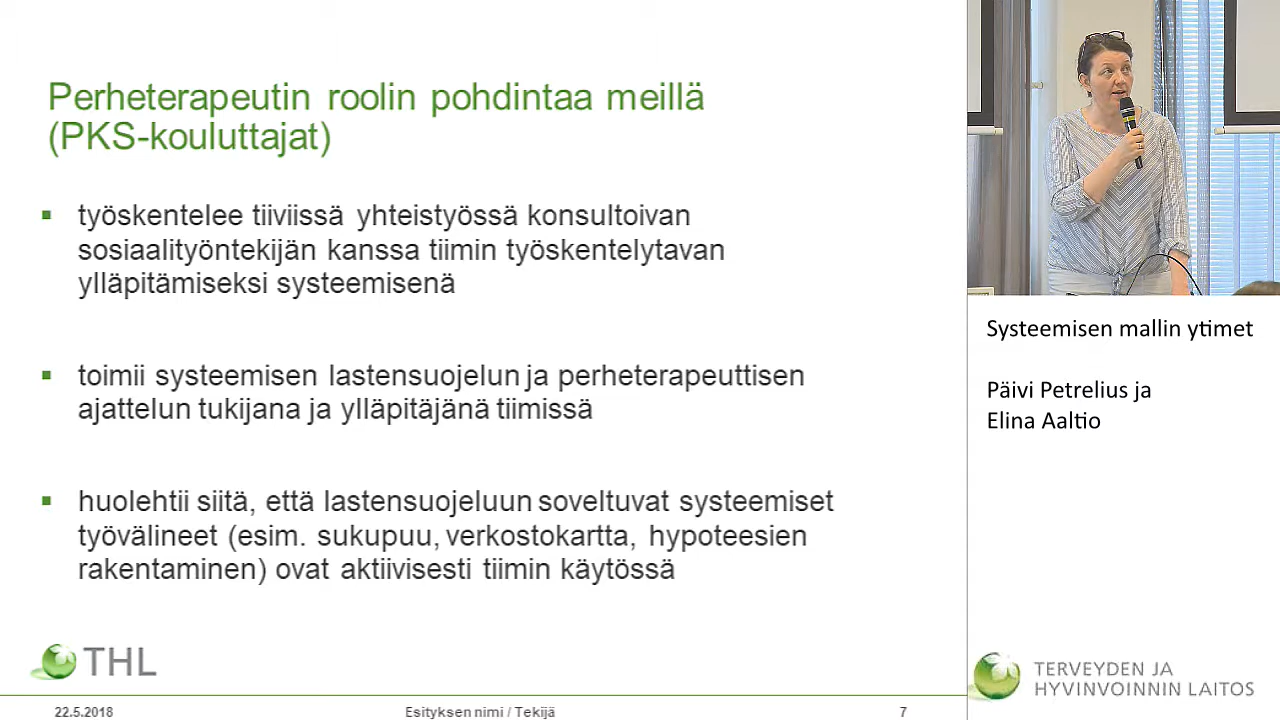 Perheterapeutin roolin pohdintaa meillä
(PKS-kouluttajat)
työskentelee tiiviissä yhteistyössä konsultoivan
sosiaalityöntekijän kanssa tiimin työskentelytavan
ylläpitämiseksi systeemisenä
toimii systeemisen lastensuojelun ja perheterapeuttisen
ajattelun tukijana ja ylläpitäjänä tiimissä
huolehtii siitä, että lastensuojeluun soveltuvat systeemiset
työvälineet (esim. sukupuu, verkostokartta, hypoteesien
rakentaminen) ovat aktiivisesti tiimin käytössä
THL
22.5.2018
Esityksen nimi / Tekijä
7
Systeemisen mallin ytimet
Päivi Petrelius ja
Elina Aaltio
TERVEYDEN JA
HYVINVOINNIN LAITOS